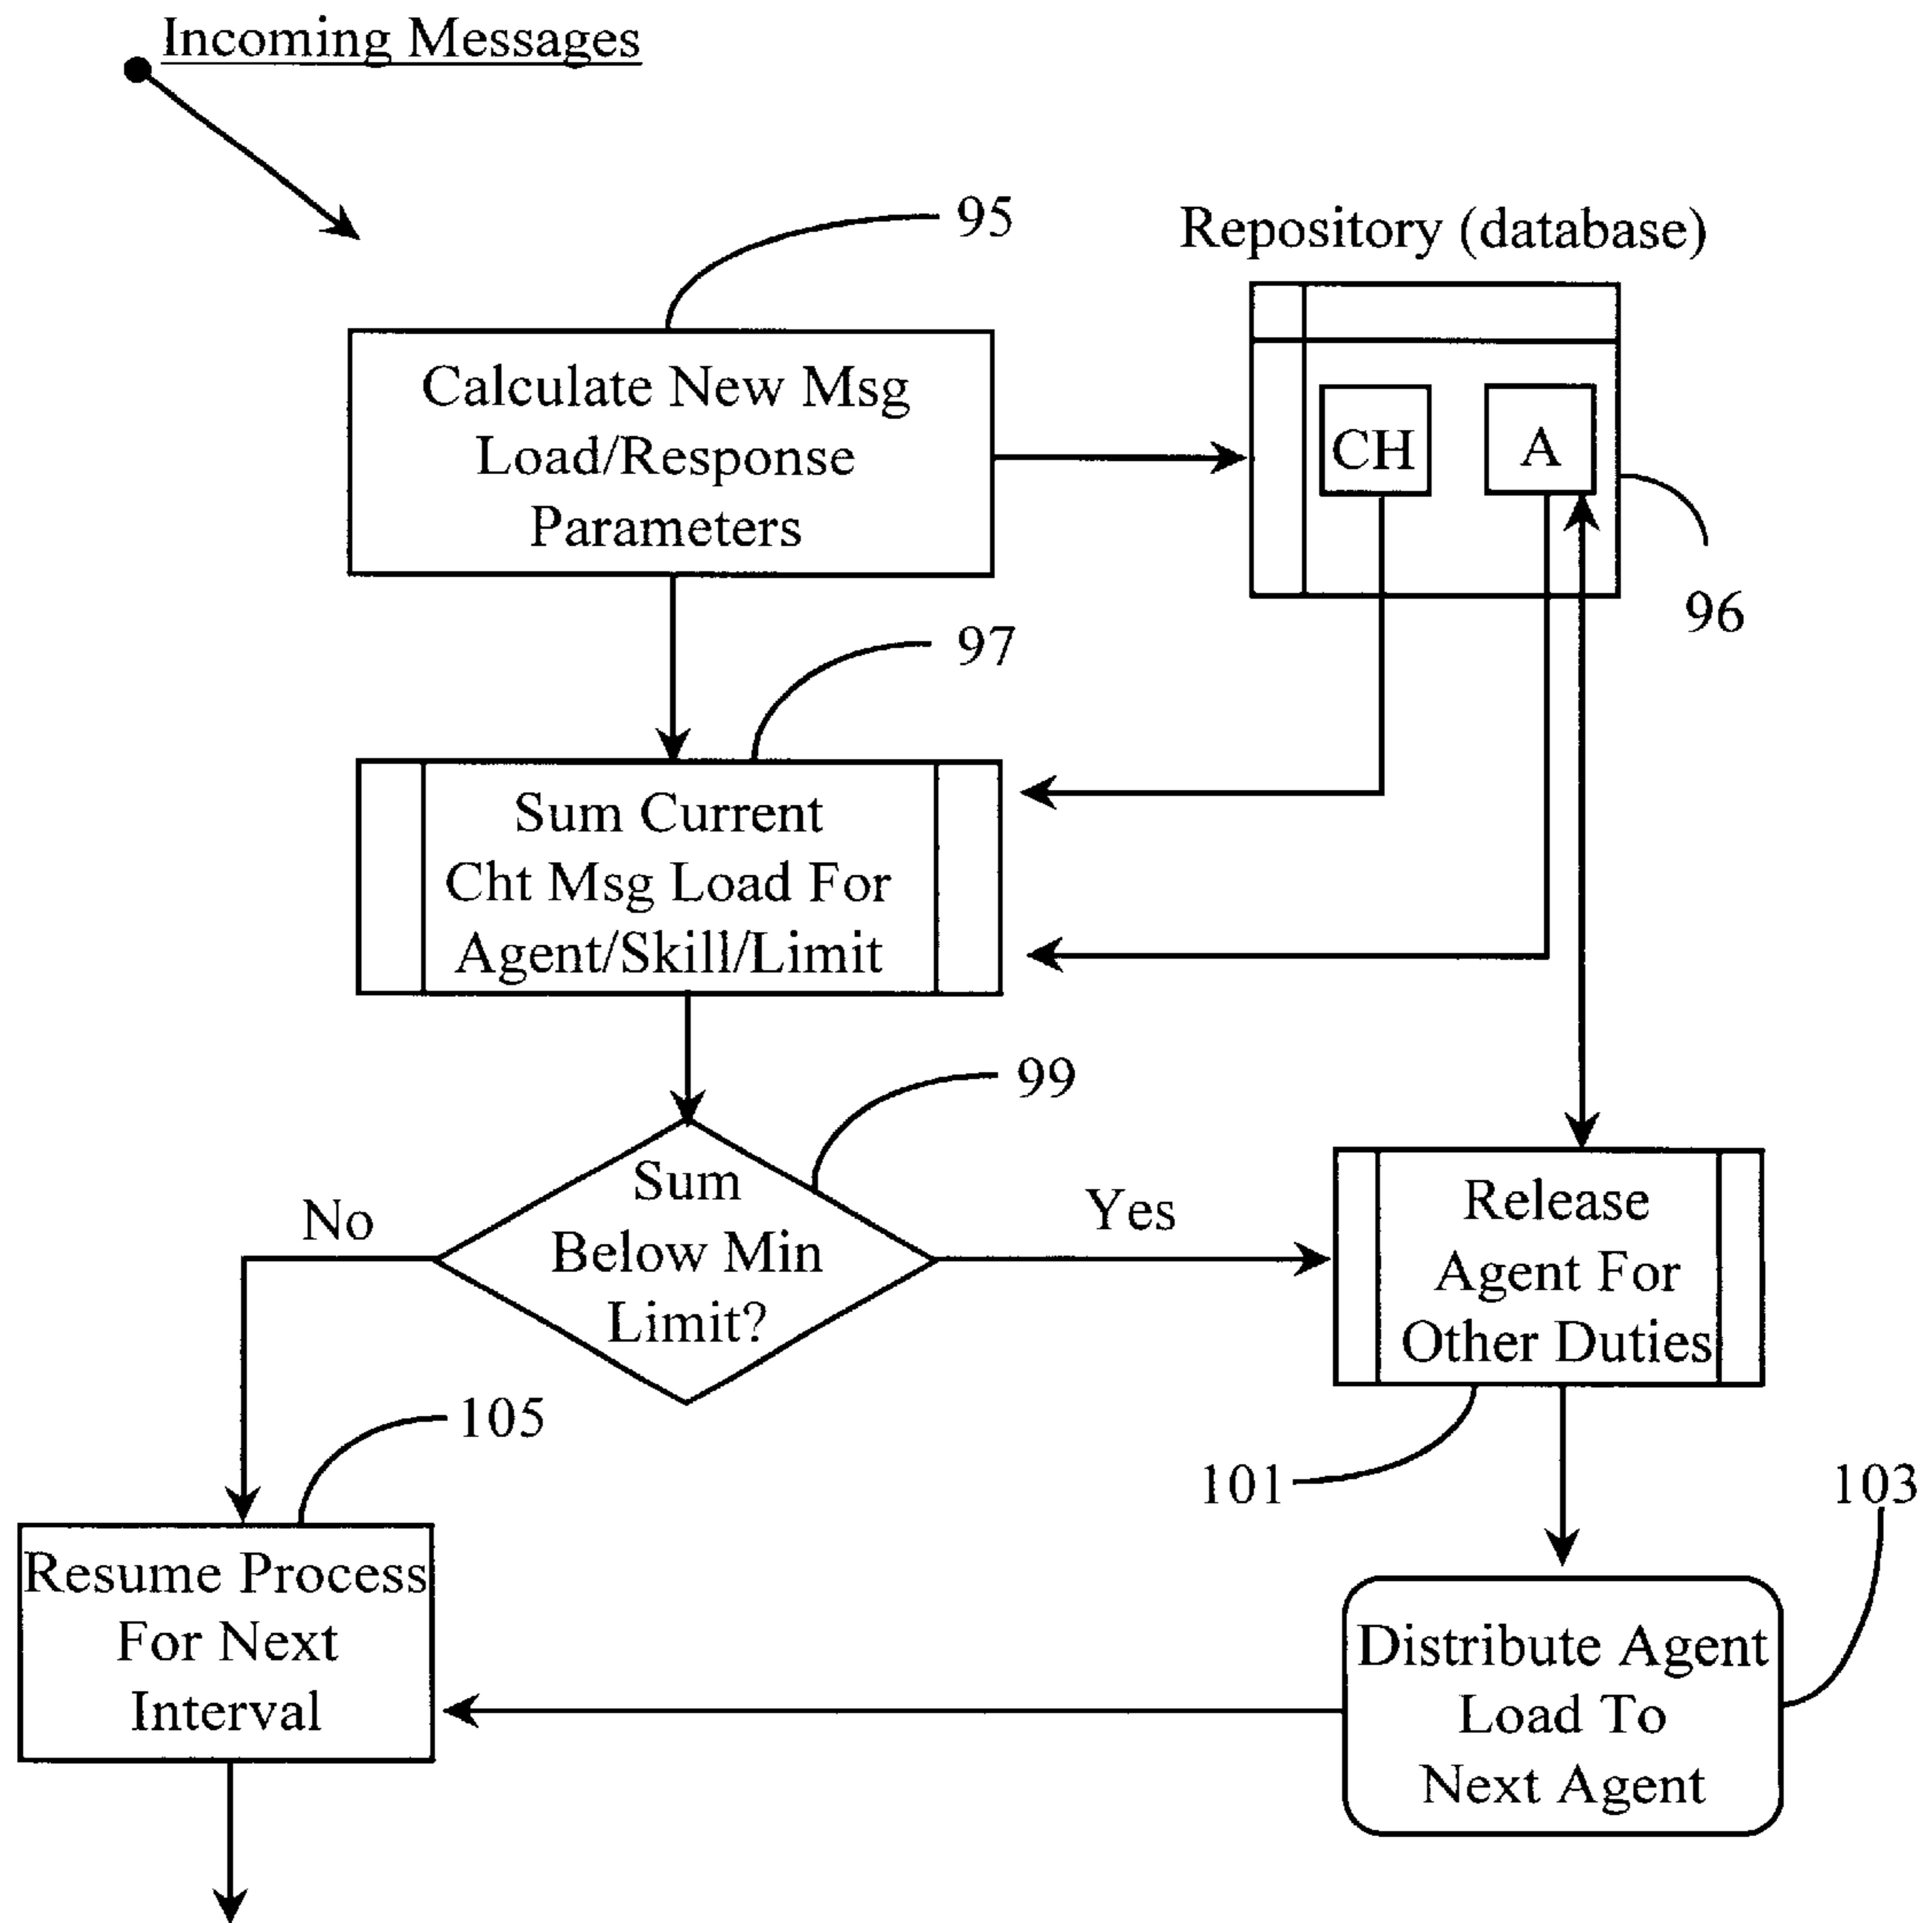 Incoming Messages
95
Repository (database)
Calculate New Msg
Load/Response
Parameters
CH
A
96
97
Sum Current
Cht Msg Load For
Agent/Skill/Limit
99
Sum
Below Min
Limit?
No
Yes
Release
Agent For
Other Duties
105
101
103
Resume Process
For Next
Interval
Distribute Agent
Load To
Next Agent